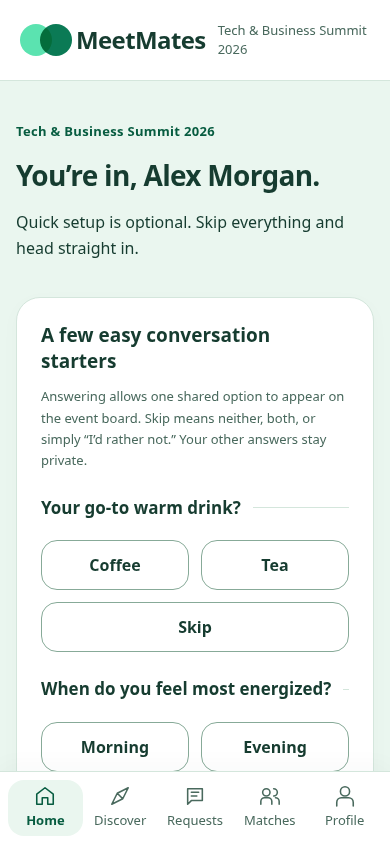 MeetMates
Tech & Business Summit
2026
Tech & Business Summit 2026
You’re in, Alex Morgan.
Quick setup is optional. Skip everything and
head straight in.
A few easy conversation
starters
Answering allows one shared option to appear on
the event board. Skip means neither, both, or
simply “I’d rather not.” Your other answers stay
private.
Your go-to warm drink?
Coffee
Tea
Skip
When do you feel most energized?
Morning
Evening
Home
Discover
Requests
Matches
Profile